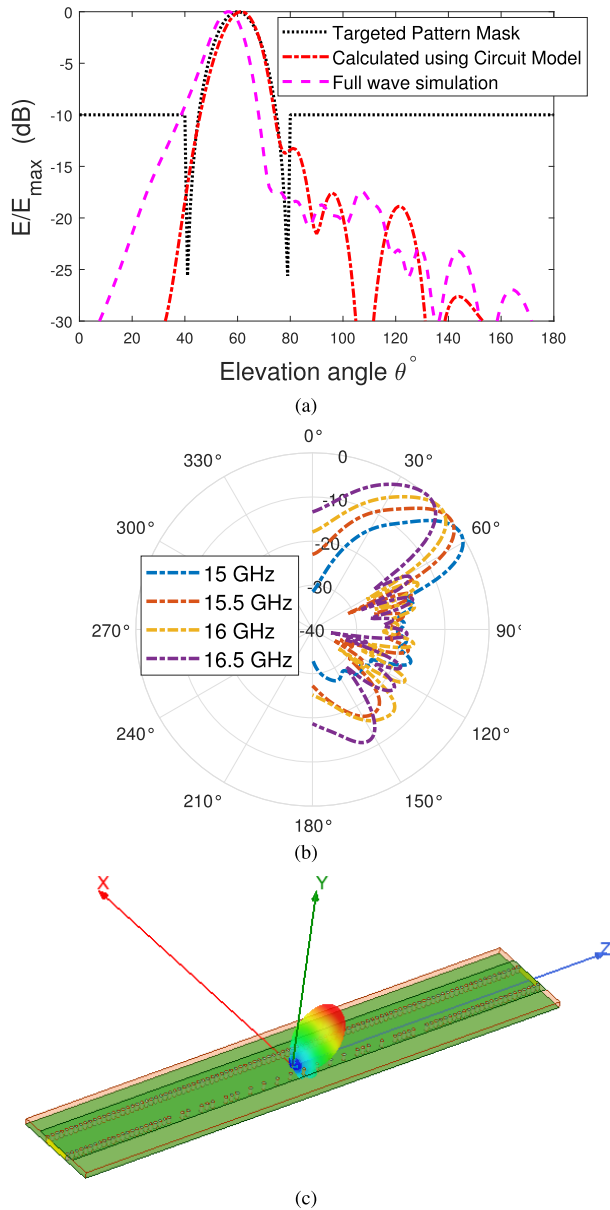 0
-5
-10
-15
-20
-25
-30
E/E_max (dB)
Targeted Pattern Mask
Calculated using Circuit Model
Full wave simulation
0 20 40 60 80 100 120 140 160 180
Elevation angle θ°
(a)
0°
330° 0 30°
-10
300° -20 60°
-30
15 GHz
15.5 GHz
16 GHz
16.5 GHz
270° -40 90°
240° 120°
210° 150°
180°
(b)
X
Y
Z
(c)